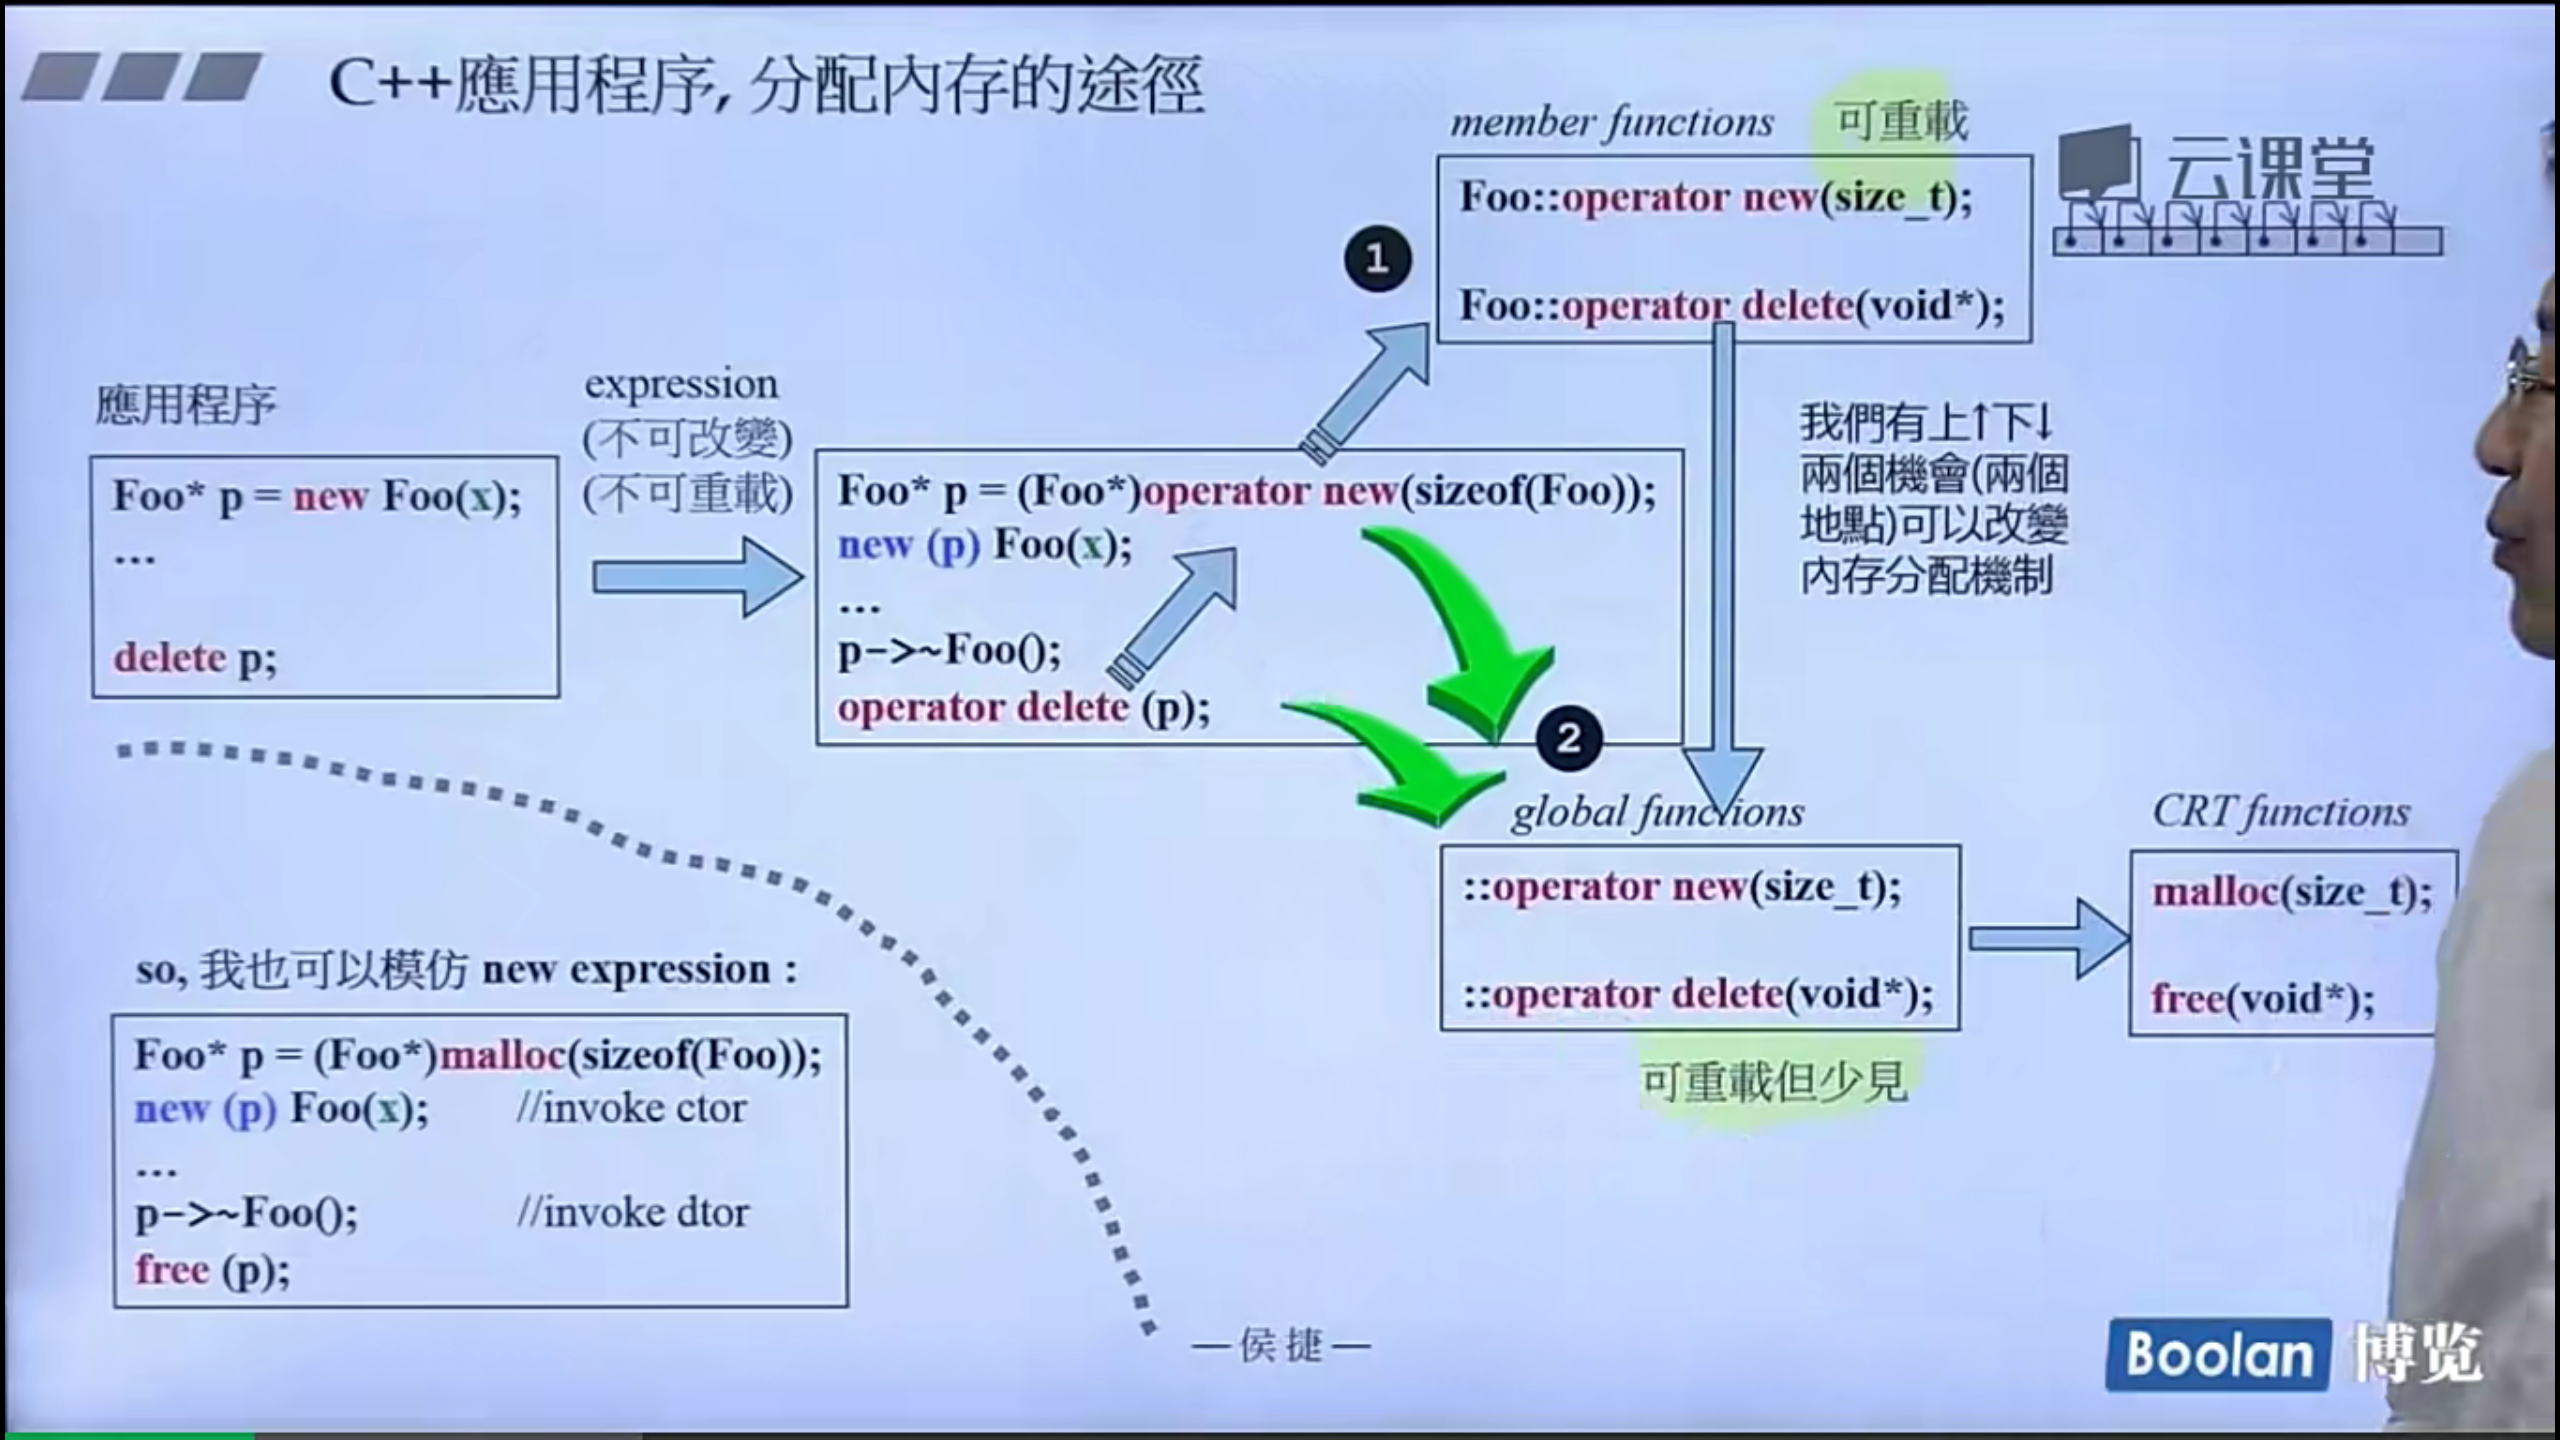 C++應用程序, 分配內存的途徑
member functions 可重載
Foo::operator new(size_t);
Foo::operator delete(void*);
云课堂
❶
我們有上↑下↓
兩個機會(兩個
地點)可以改變
內存分配機制
應用程序
Foo* p = new Foo(x);
...
delete p;
expression
(不可改變)
(不可重載)
Foo* p = (Foo*)operator new(sizeof(Foo));
new (p) Foo(x);
...
p->~Foo();
operator delete (p);
❷
global functions
::operator new(size_t);
::operator delete(void*);
可重載但少見
CRT functions
malloc(size_t);
free(void*);
so, 我也可以模仿 new expression :
Foo* p = (Foo*)malloc(sizeof(Foo));
new (p) Foo(x); //invoke ctor
...
p->~Foo(); //invoke dtor
free (p);
—侯捷—
Boolan 博览